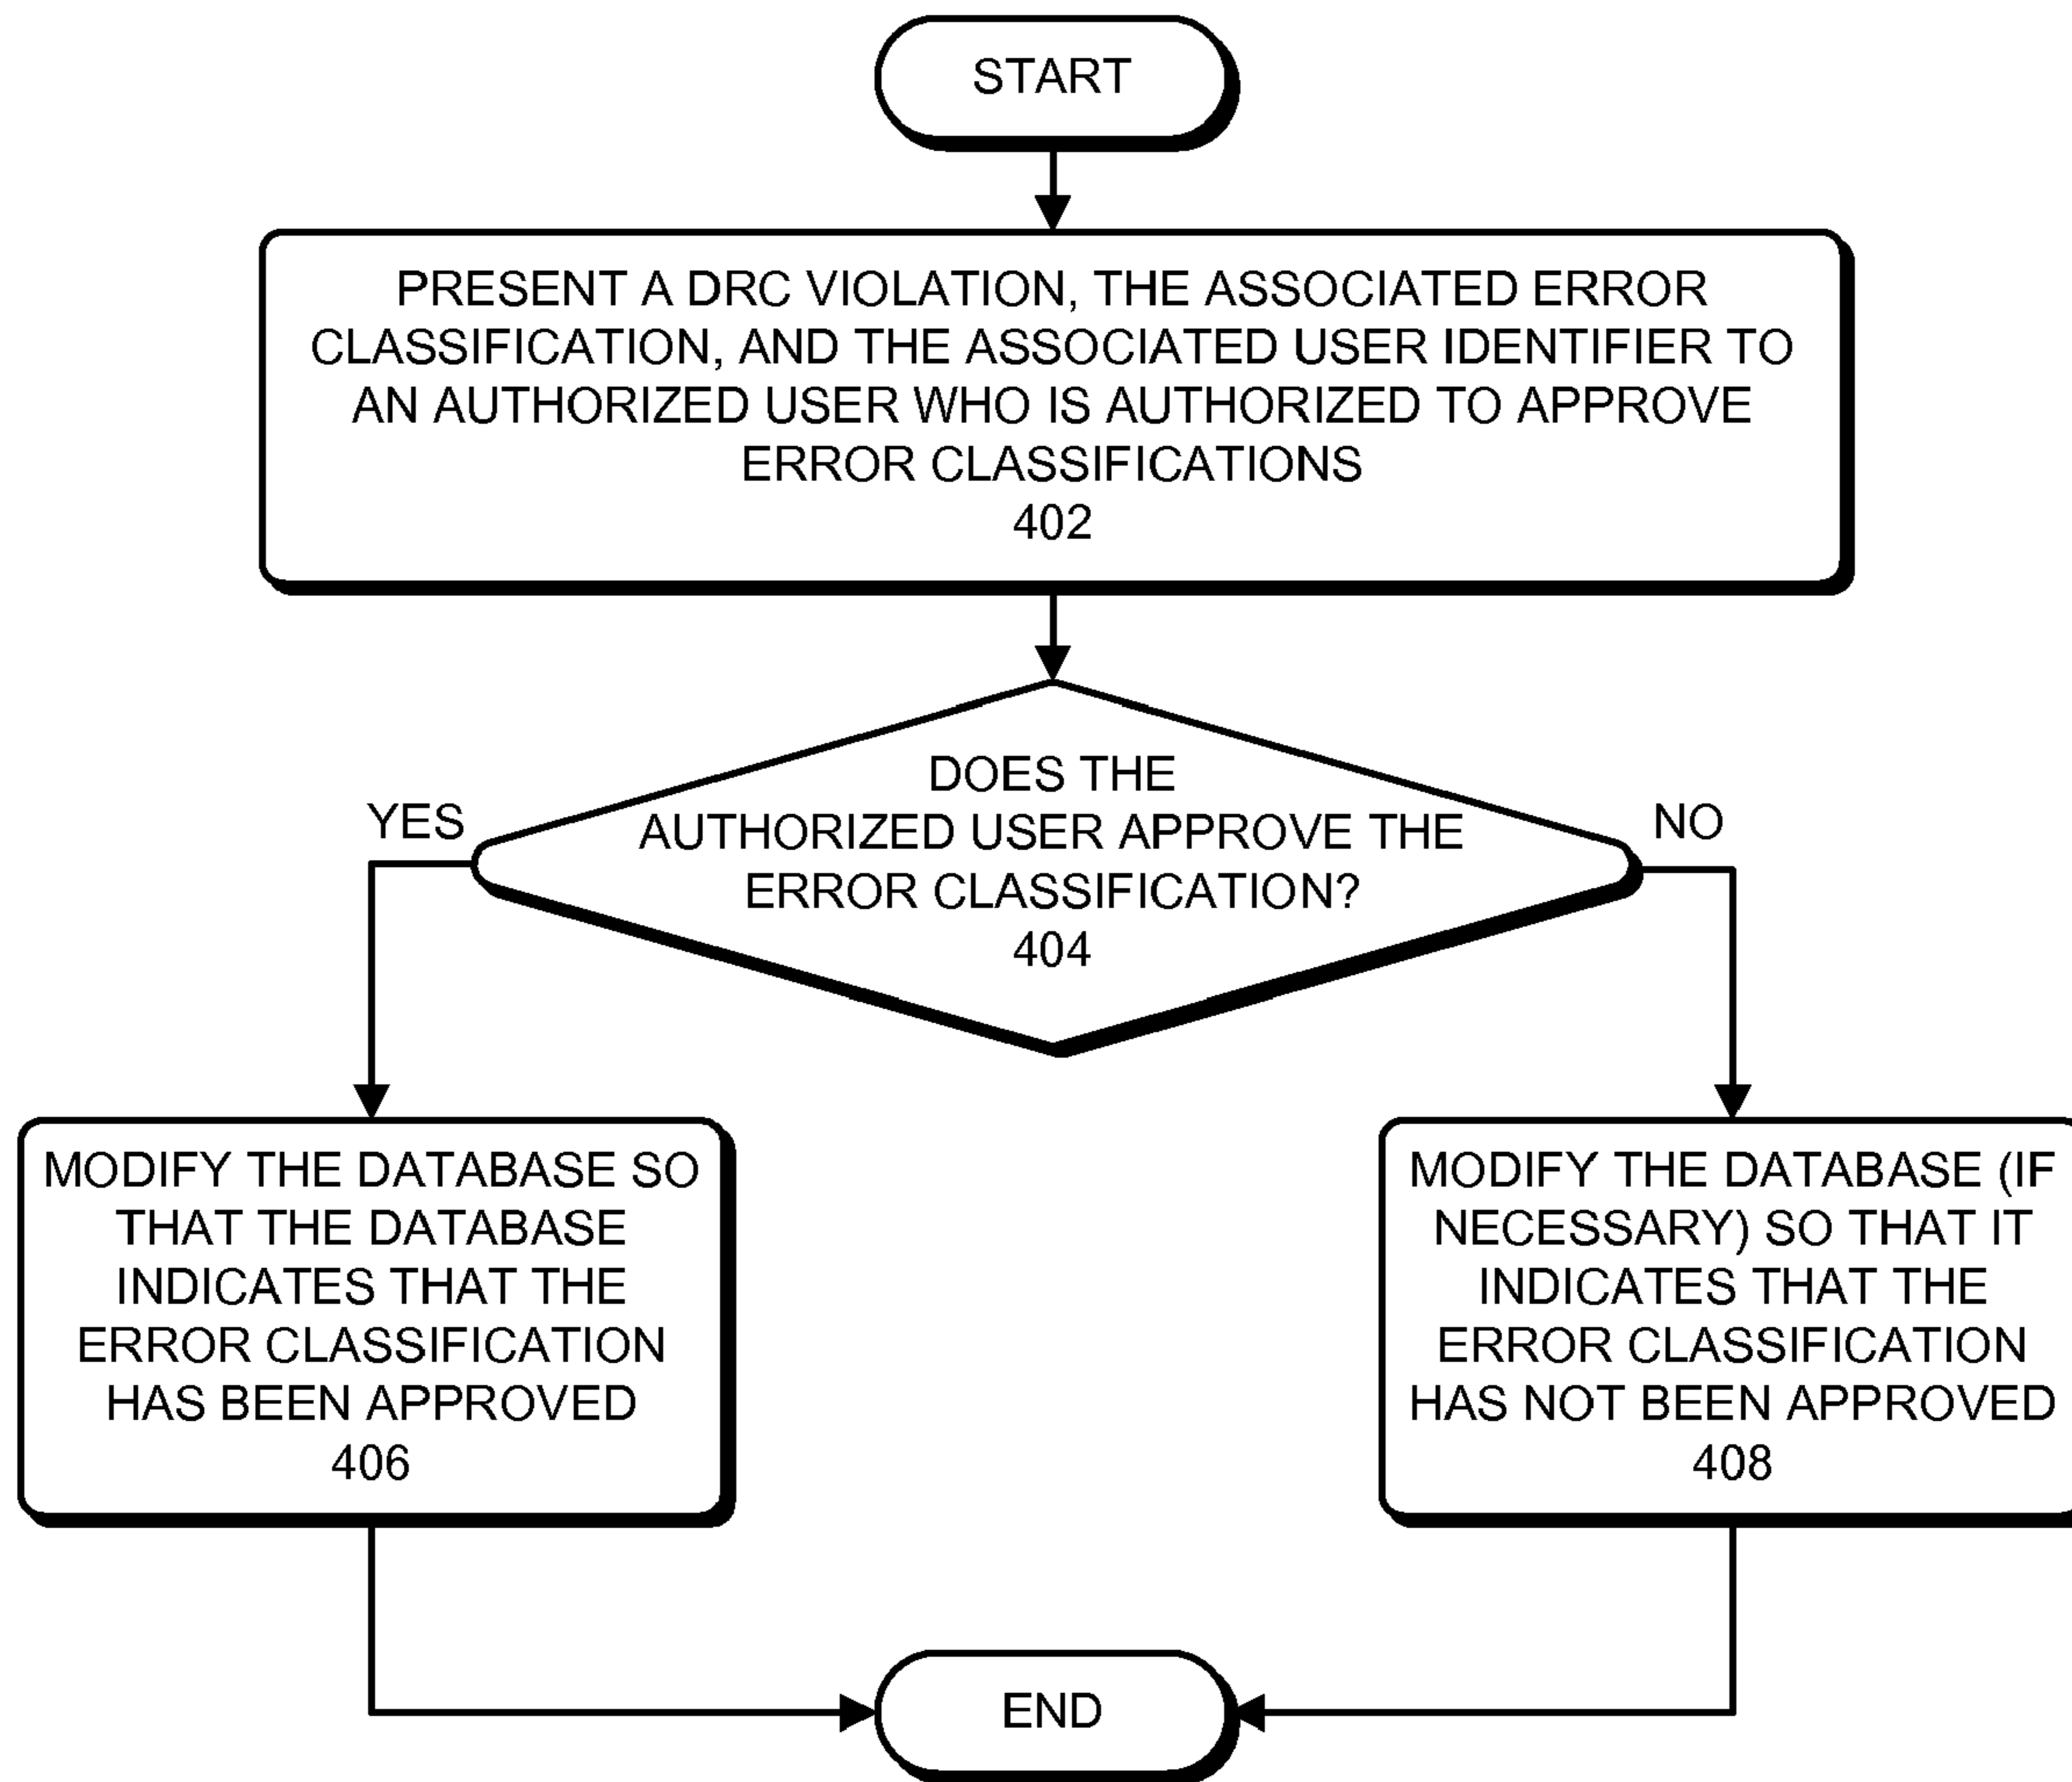 START
PRESENT A DRC VIOLATION, THE ASSOCIATED ERROR
CLASSIFICATION, AND THE ASSOCIATED USER IDENTIFIER TO
AN AUTHORIZED USER WHO IS AUTHORIZED TO APPROVE
ERROR CLASSIFICATIONS
402
DOES THE
AUTHORIZED USER APPROVE THE
ERROR CLASSIFICATION?
404
YES
NO
MODIFY THE DATABASE SO
THAT THE DATABASE
INDICATES THAT THE
ERROR CLASSIFICATION
HAS BEEN APPROVED
406
MODIFY THE DATABASE (IF
NECESSARY) SO THAT IT
INDICATES THAT THE
ERROR CLASSIFICATION
HAS NOT BEEN APPROVED
408
END